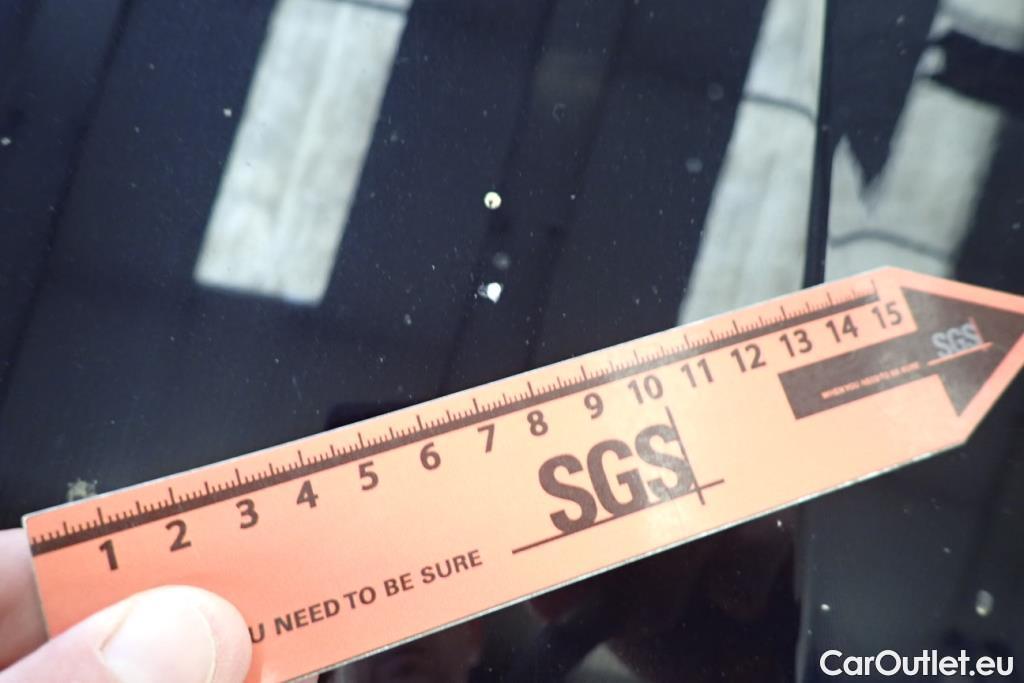 1 2 3 4 5 6 7 8 9 10 11 12 13 14 15
SGS
SGS
U NEED TO BE SURE
CarOutlet.eu